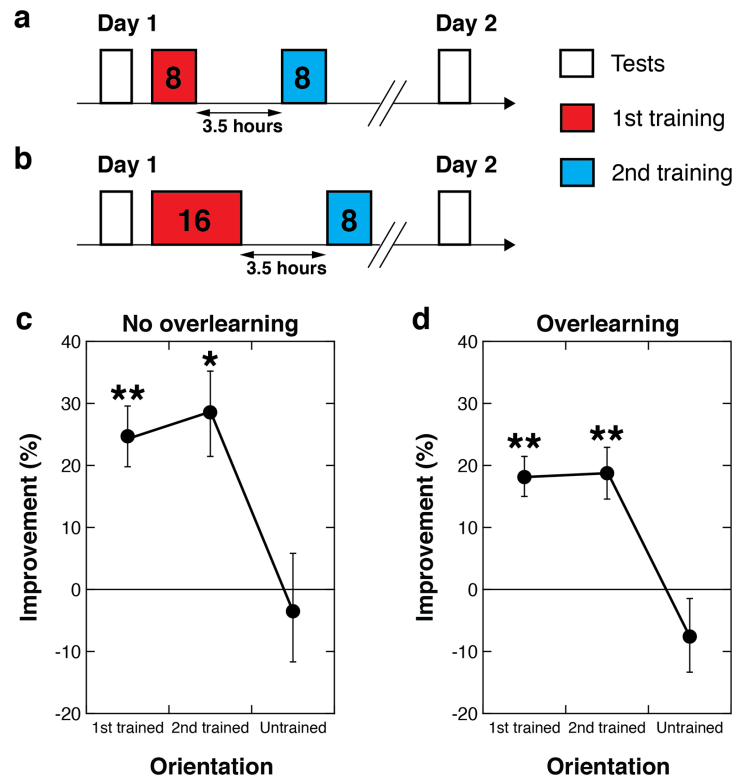 a
Day 1
Day 2
8
8
3.5 hours
Tests
1st training
2nd training
b
Day 1
Day 2
16
8
3.5 hours
c
No overlearning
Improvement (%)
40
30
20
10
0
-10
-20
**
*
1st trained
2nd trained
Untrained
Orientation
d
Overlearning
Improvement (%)
40
30
20
10
0
-10
-20
**
**
1st trained
2nd trained
Untrained
Orientation